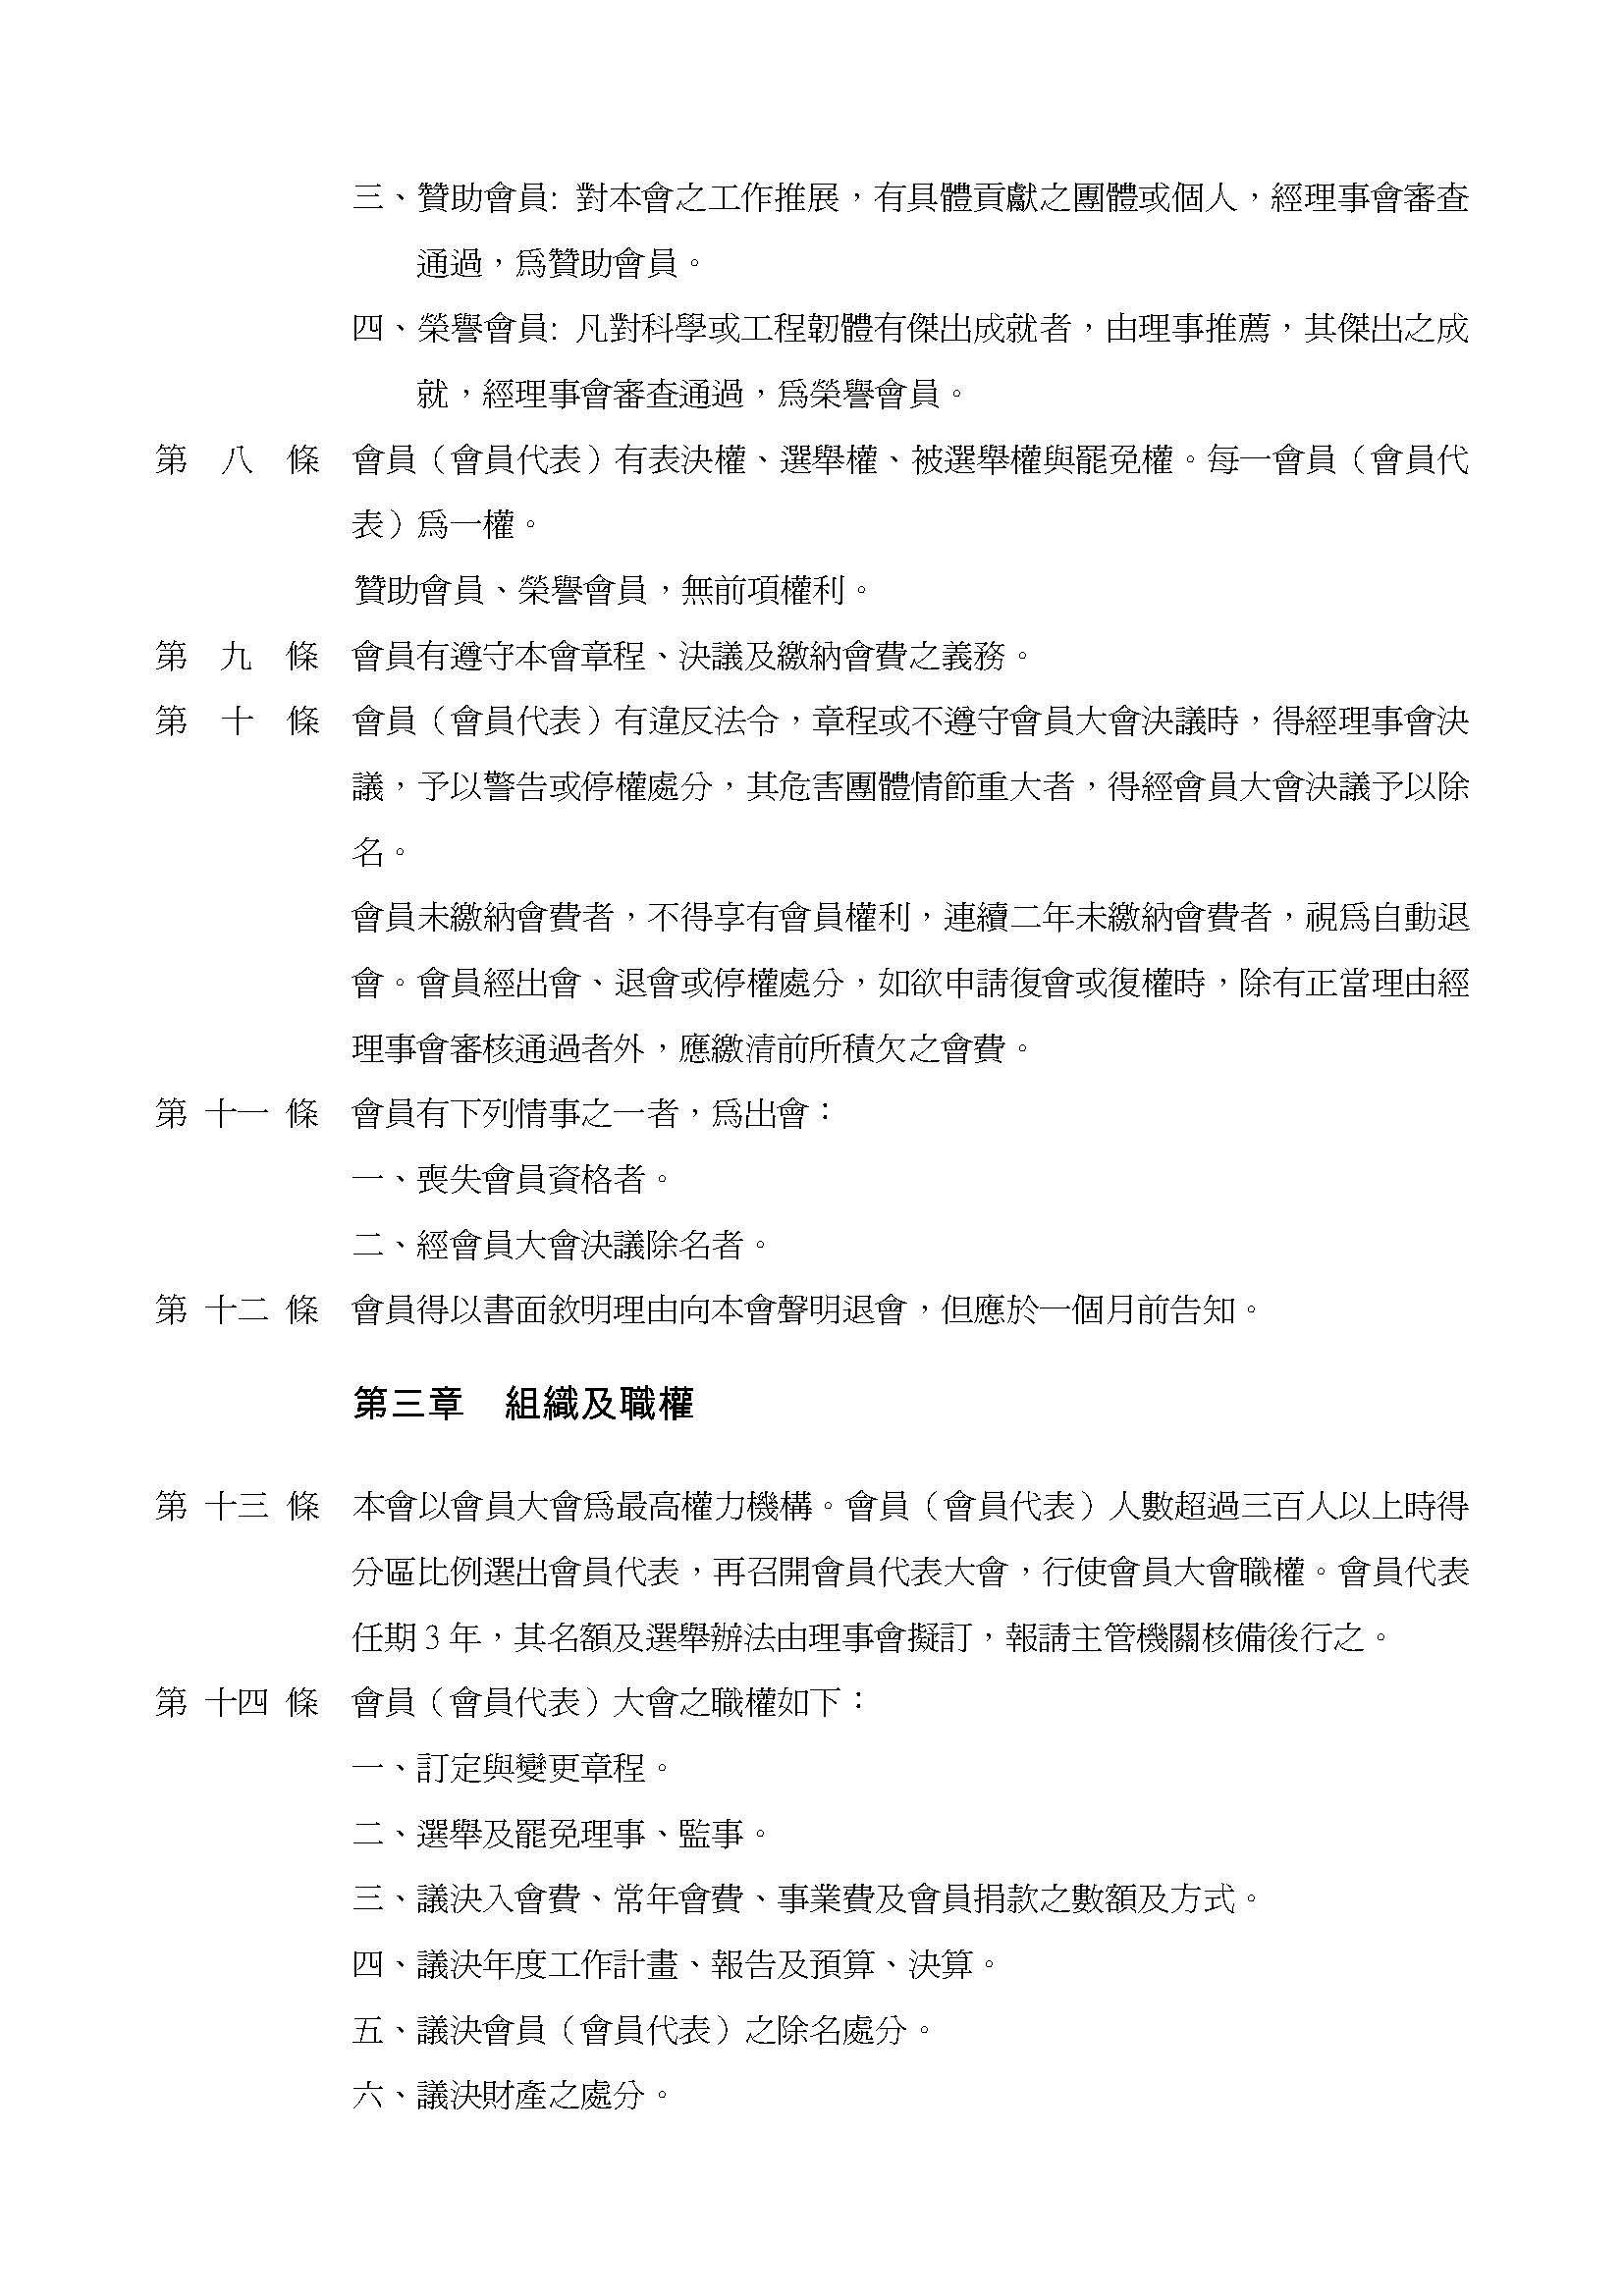 三、贊助會員: 對本會之工作推展，有具體貢獻之團體或個人，經理事會審查
通過，為贊助會員。
四、榮譽會員: 凡對科學或工程韌體有傑出成就者，由理事推薦，其傑出之成
就，經理事會審查通過，為榮譽會員。
第　八　條　會員（會員代表）有表決權、選舉權、被選舉權與罷免權。每一會員（會員代
表）為一權。
贊助會員、榮譽會員，無前項權利。
第　九　條　會員有遵守本會章程、決議及繳納會費之義務。
第　十　條　會員（會員代表）有違反法令，章程或不遵守會員大會決議時，得經理事會決
議，予以警告或停權處分，其危害團體情節重大者，得經會員大會決議予以除
名。
會員未繳納會費者，不得享有會員權利，連續二年未繳納會費者，視為自動退
會。會員經出會、退會或停權處分，如欲申請復會或復權時，除有正當理由經
理事會審核通過者外，應繳清前所積欠之會費。
第 十一 條　會員有下列情事之一者，為出會：
一、喪失會員資格者。
二、經會員大會決議除名者。
第 十二 條　會員得以書面敘明理由向本會聲明退會，但應於一個月前告知。
第三章　組織及職權
第 十三 條　本會以會員大會為最高權力機構。會員（會員代表）人數超過三百人以上時得
分區比例選出會員代表，再召開會員代表大會，行使會員大會職權。會員代表
任期 3 年，其名額及選舉辦法由理事會擬訂，報請主管機關核備後行之。
第 十四 條　會員（會員代表）大會之職權如下：
一、訂定與變更章程。
二、選舉及罷免理事、監事。
三、議決入會費、常年會費、事業費及會員捐款之數額及方式。
四、議決年度工作計畫、報告及預算、決算。
五、議決會員（會員代表）之除名處分。
六、議決財產之處分。